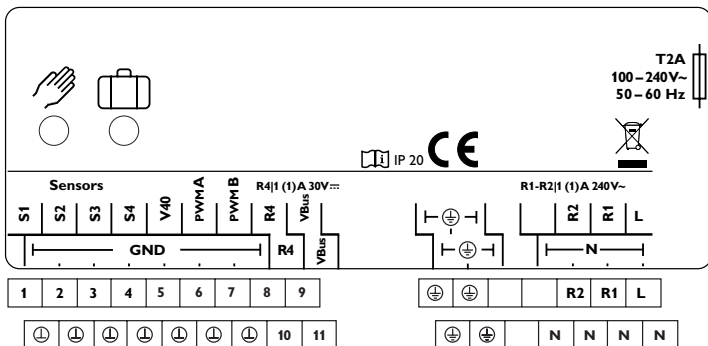 T2A
100–240V~
50–60 Hz
IP 20 CE
Sensors R4|1 (1)A 30V⎓ R1-R2|1 (1)A 240V~
S1 S2 S3 S4 V40 PWM A PWM B R4 VBus R2 R1 L
GND R4 VBus N
1 2 3 4 5 6 7 8 9 R2 R1 L
10 11 N N N N